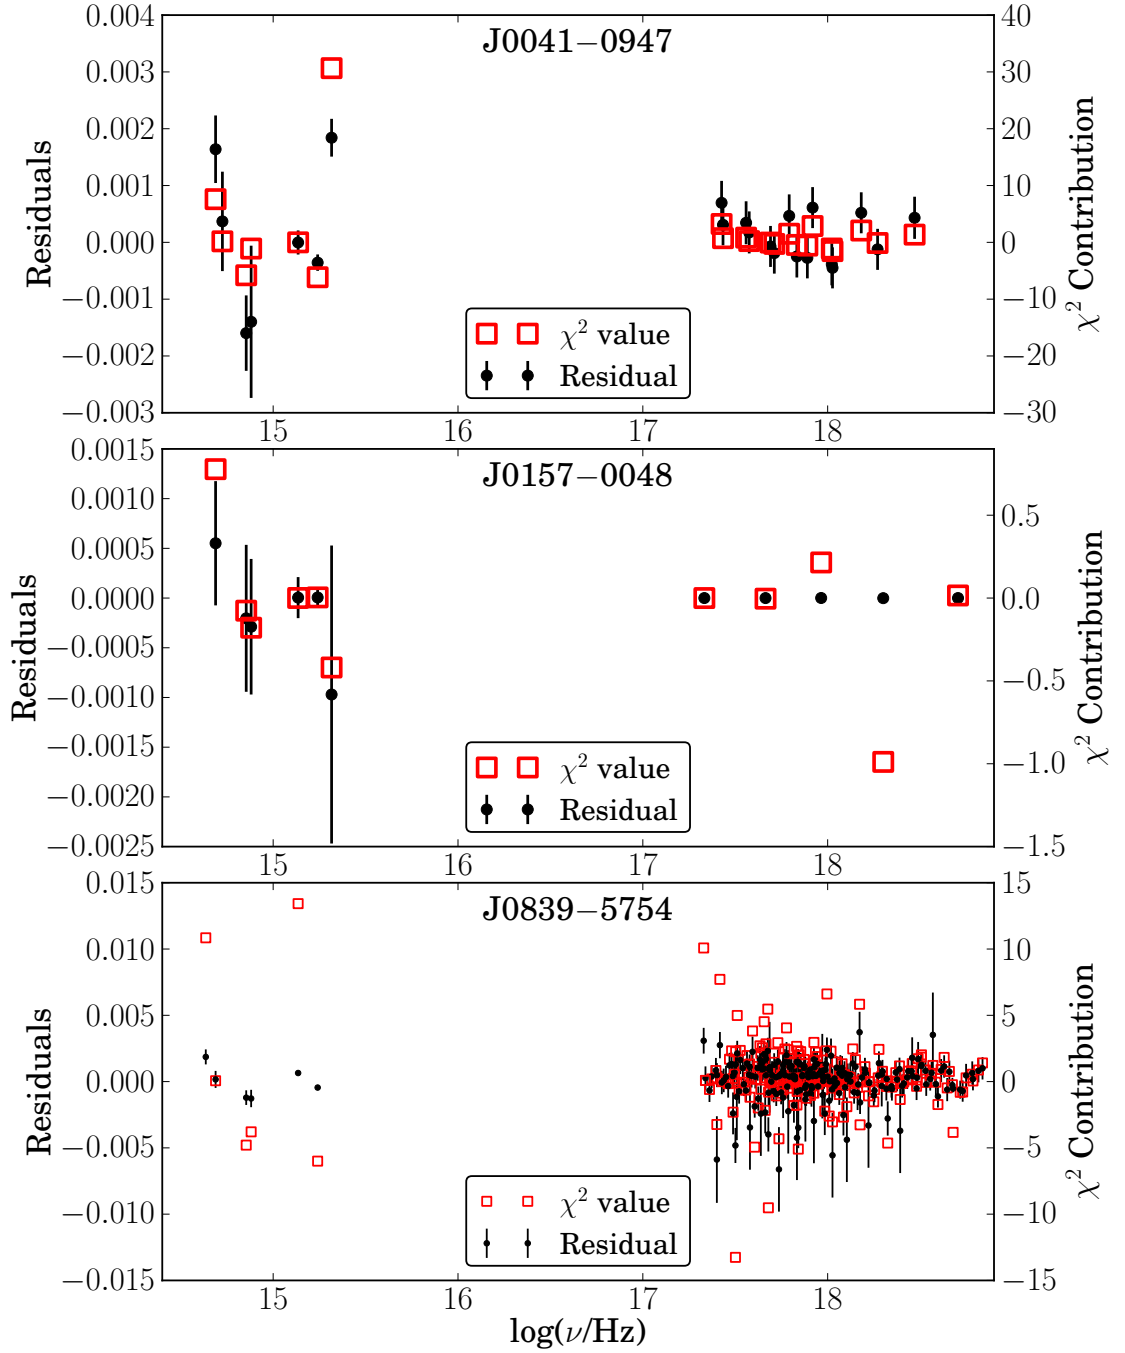 J0041−0947
0.004
0.003
0.002
0.001
0.000
−0.001
−0.002
−0.003
Residuals
40
30
20
10
0
−10
−20
−30
χ² Contribution
χ² value
Residual
15 16 17 18
J0157−0048
0.0015
0.0010
0.0005
0.0000
−0.0005
−0.0010
−0.0015
−0.0020
−0.0025
Residuals
0.5
0.0
−0.5
−1.0
−1.5
χ² Contribution
χ² value
Residual
15 16 17 18
J0839−5754
0.015
0.010
0.005
0.000
−0.005
−0.010
−0.015
Residuals
15
10
5
0
−5
−10
−15
χ² Contribution
χ² value
Residual
15 16 17 18
log(ν/Hz)